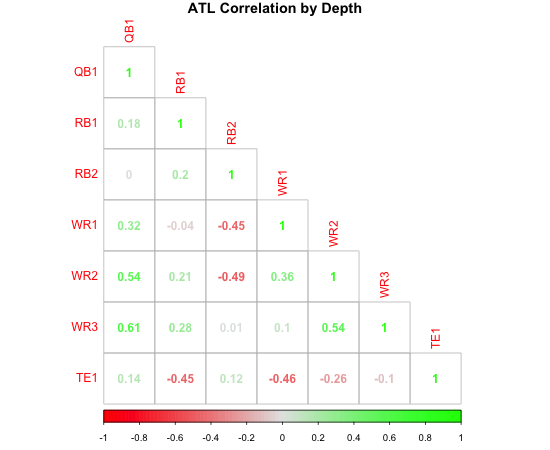 ATL Correlation by Depth
QB1
QB1 1 RB1
RB1 0.18 1 RB2
RB2 0 0.2 1 WR1
WR1 0.32 -0.04 -0.45 1 WR2
WR2 0.54 0.21 -0.49 0.36 1 WR3
WR3 0.61 0.28 0.01 0.1 0.54 1 TE1
TE1 0.14 -0.45 0.12 -0.46 -0.26 -0.1 1
-1 -0.8 -0.6 -0.4 -0.2 0 0.2 0.4 0.6 0.8 1